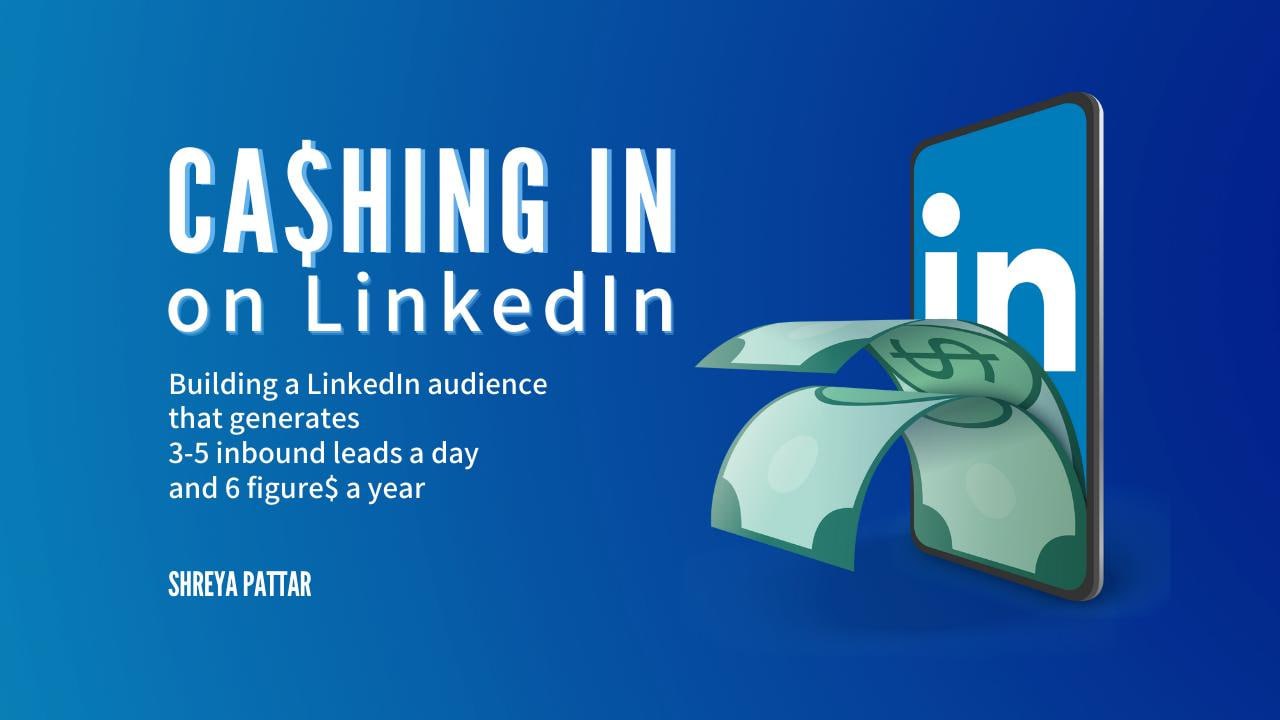 CA$HING IN
on LinkedIn
Building a LinkedIn audience
that generates
3-5 inbound leads a day
and 6 figure$ a year
SHREYA PATTAR
in
$